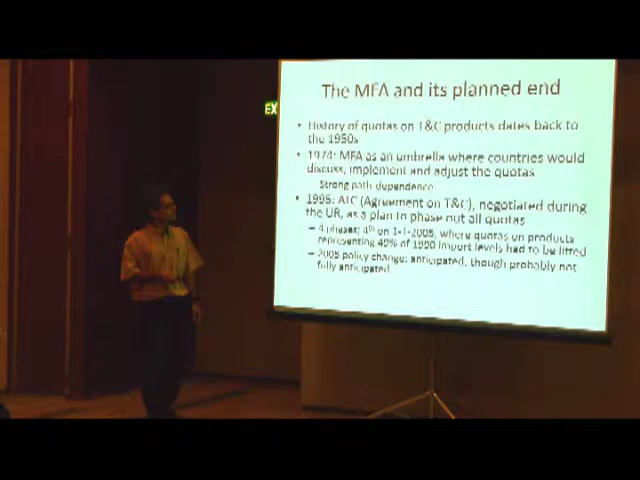 The MFA and its planned end
EX
• History of quotas on T&C products dates back to
the 1950s
• 1974: MFA as an umbrella where countries would
discuss, implement and adjust the quotas
Strong path dependence
• 1995: ATC (Agreement on T&C), negotiated during
the UR, as a plan to phase out all quotas
– 4 phases; 4th on 1-1-2005, where quotas on products
representing 49% of 1990 import levels had to be lifted
– 2005 policy change: anticipated, though probably not
fully anticipated